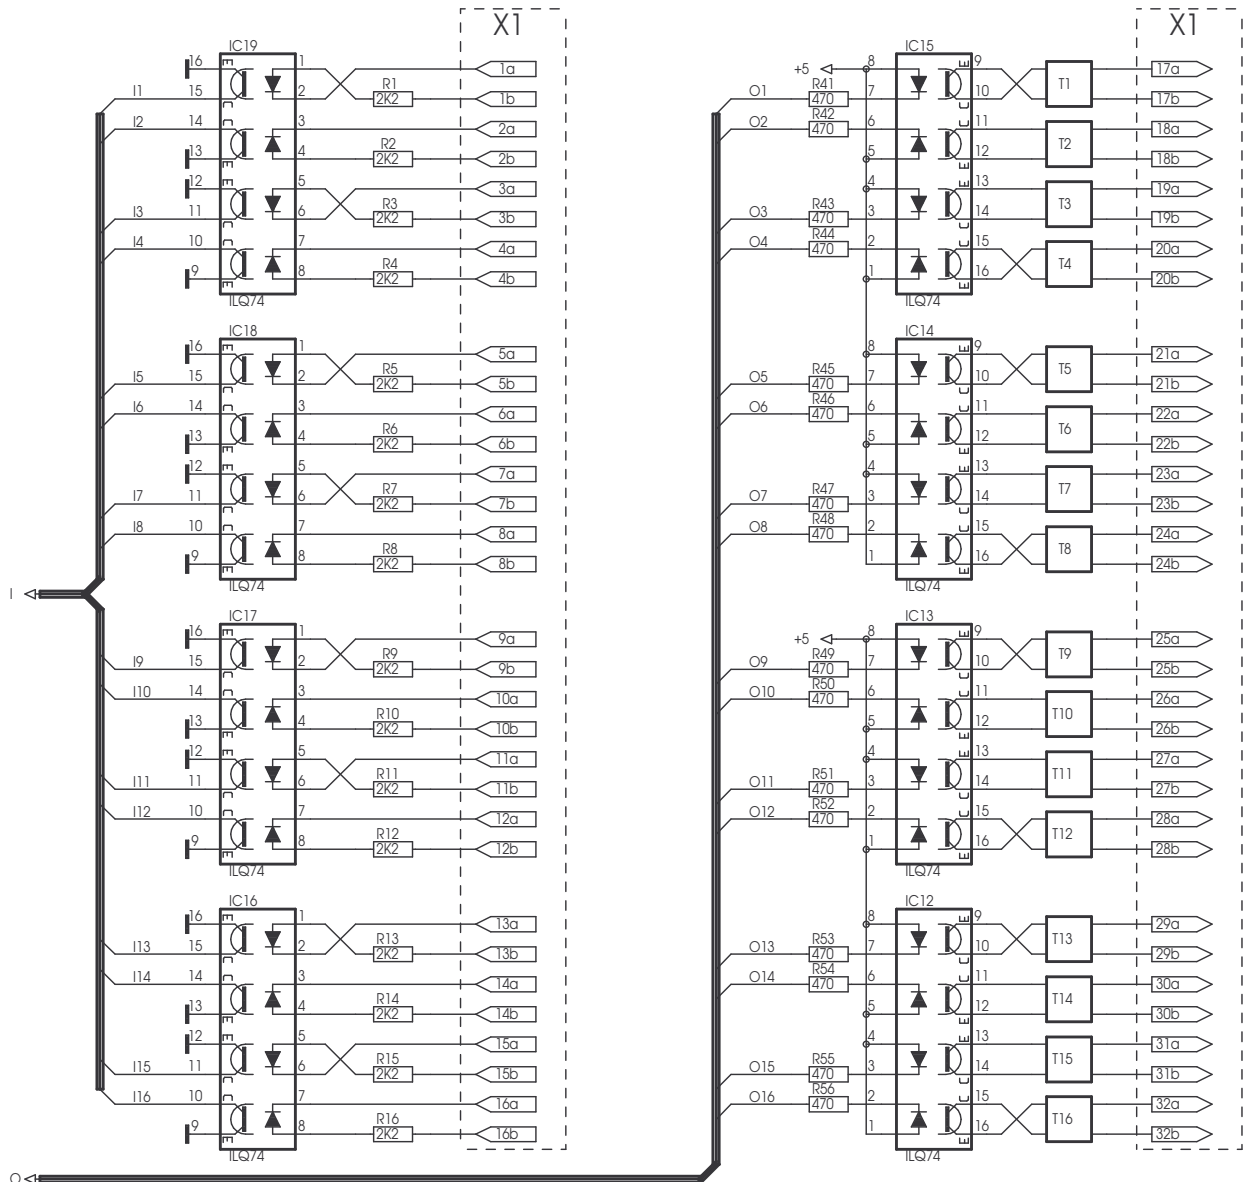 X1 X1
IC19 IC15
16 1 1a +5 8 9 T1 17a
I1 15 2 R1 2K2 1b O1 R41 470 7 10 17b
I2 14 3 2a O2 R42 470 6 11 T2 18a
13 4 R2 2K2 2b 5 12 18b
12 5 3a 4 13 T3 19a
I3 11 6 R3 2K2 3b O3 R43 470 3 14 19b
I4 10 7 4a O4 R44 470 2 15 T4 20a
9 8 R4 2K2 4b 1 16 20b
ILQ74 ILQ74
IC18 IC14
16 1 5a 8 9 T5 21a
I5 15 2 R5 2K2 5b O5 R45 470 7 10 21b
I6 14 3 6a O6 R46 470 6 11 T6 22a
13 4 R6 2K2 6b 5 12 22b
12 5 7a 4 13 T7 23a
I7 11 6 R7 2K2 7b O7 R47 470 3 14 23b
I8 10 7 8a O8 R48 470 2 15 T8 24a
9 8 R8 2K2 8b 1 16 24b
ILQ74 ILQ74
I
IC17 IC13
16 1 9a +5 8 9 T9 25a
I9 15 2 R9 2K2 9b O9 R49 470 7 10 25b
I10 14 3 10a O10 R50 470 6 11 T10 26a
13 4 R10 2K2 10b 5 12 26b
12 5 11a 4 13 T11 27a
I11 11 6 R11 2K2 11b O11 R51 470 3 14 27b
I12 10 7 12a O12 R52 470 2 15 T12 28a
9 8 R12 2K2 12b 1 16 28b
ILQ74 ILQ74
IC16 IC12
16 1 13a 8 9 T13 29a
I13 15 2 R13 2K2 13b O13 R53 470 7 10 29b
I14 14 3 14a O14 R54 470 6 11 T14 30a
13 4 R14 2K2 14b 5 12 30b
12 5 15a 4 13 T15 31a
I15 11 6 R15 2K2 15b O15 R55 470 3 14 31b
I16 10 7 16a O16 R56 470 2 15 T16 32a
9 8 R16 2K2 16b 1 16 32b
ILQ74 ILQ74
O